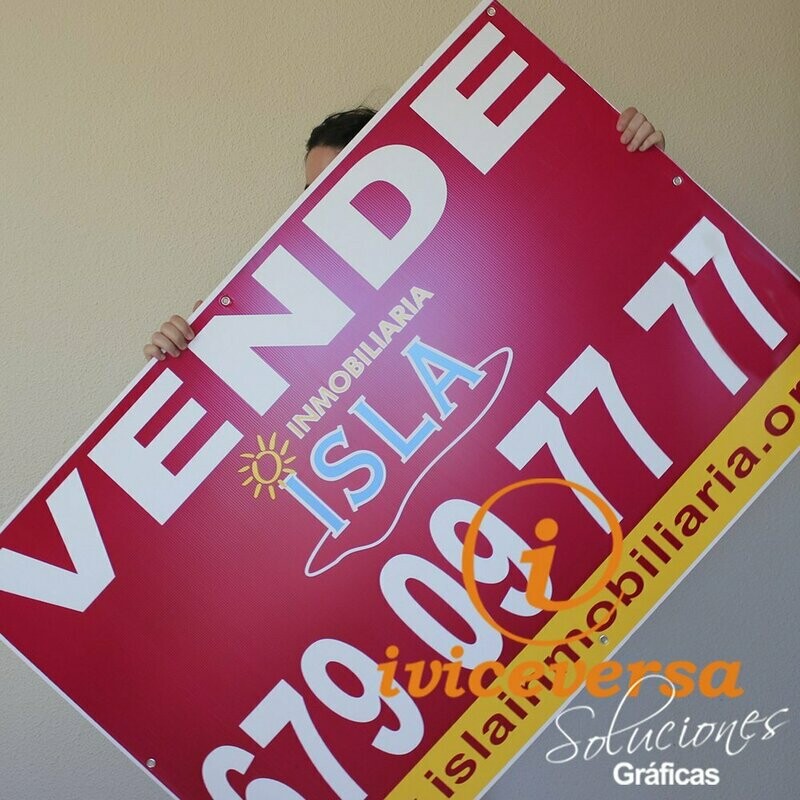 VENDE
INMOBILIARIA
ISLA
679 09 77 77
.islainmobiliaria.or
i
iviceversa
Soluciones
Gráficas